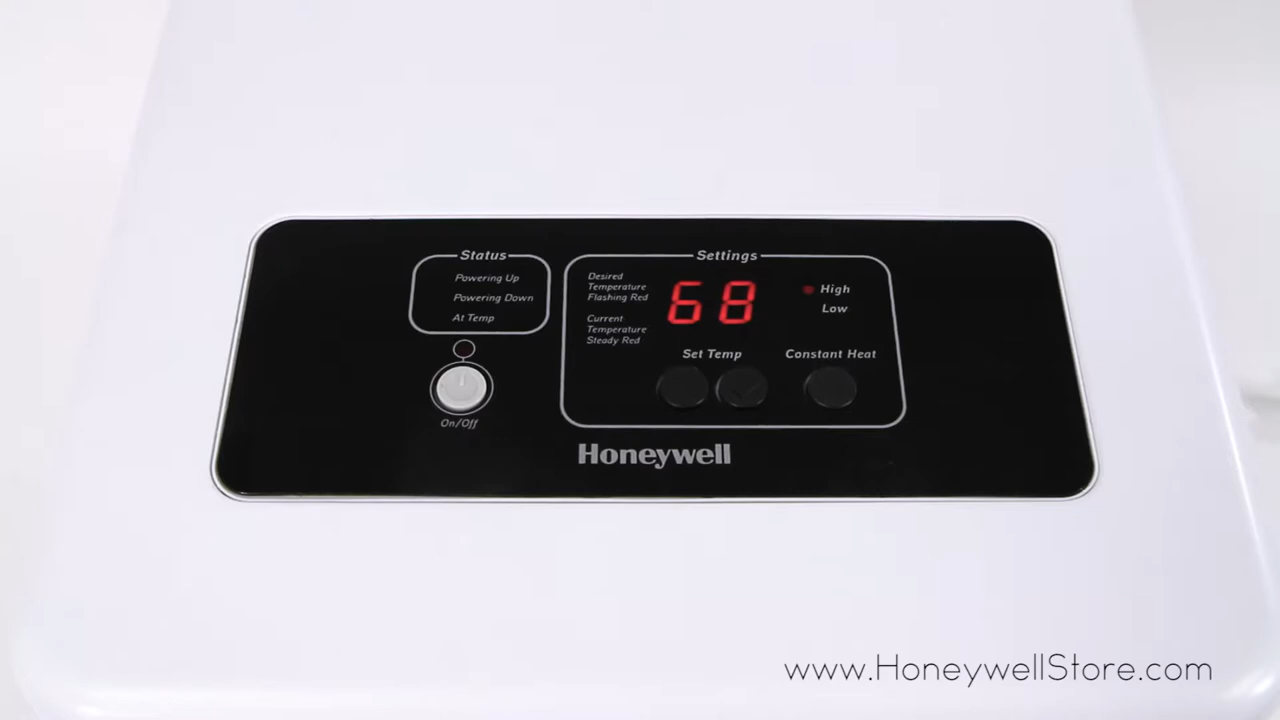 Status
Powering Up
Powering Down
At Temp
On/Off
Settings
Desired
Temperature
Flashing Red
Current
Temperature
Steady Red
68
High
Low
Set Temp
Constant Heat
Honeywell
www.HoneywellStore.com